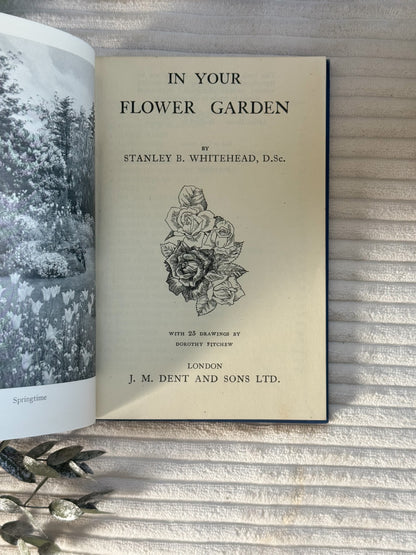 IN YOUR
FLOWER GARDEN
BY
STANLEY B. WHITEHEAD, D.Sc.
WITH 25 DRAWINGS BY
DOROTHY FITCHEW
LONDON
J. M. DENT AND SONS LTD.
Springtime